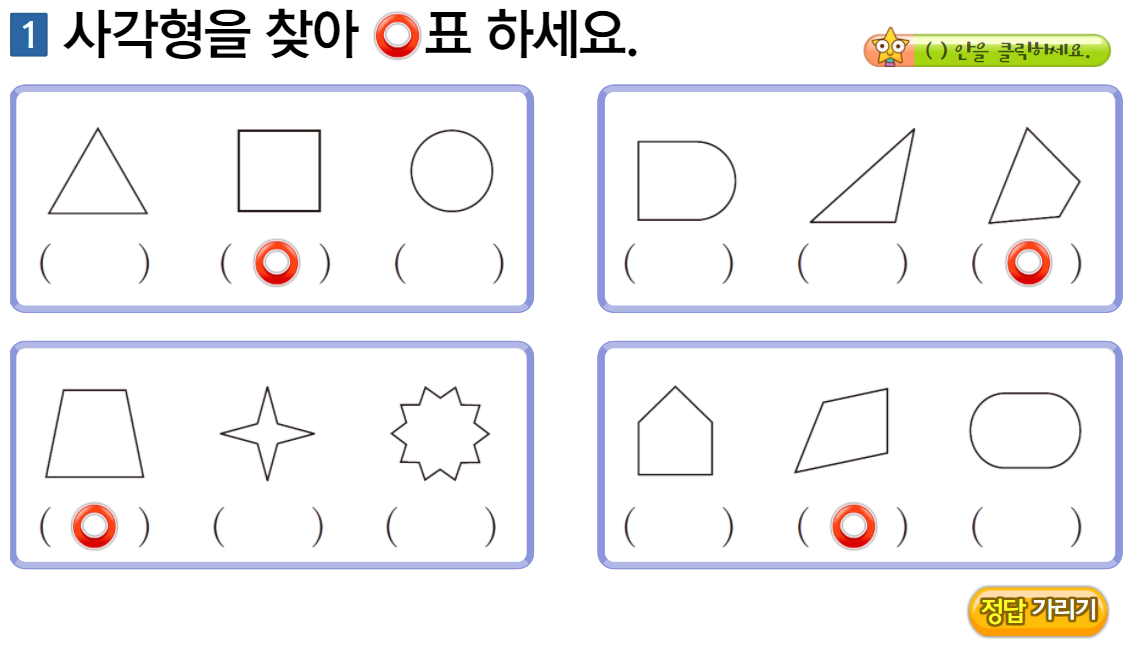 1 사각형을 찾아 표 하세요.
( ) 안을 클릭하세요.
( ) ( ) ( ) ( ) ( ) ( )
( ) ( ) ( ) ( ) ( ) ( )
정답 가리기